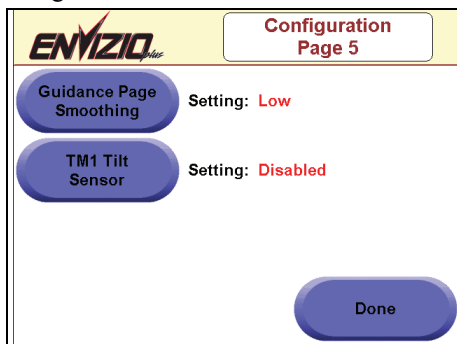 ENVIZIO plus
Configuration
Page 5
Guidance Page
Smoothing
Setting: Low
TM1 Tilt
Sensor
Setting: Disabled
Done